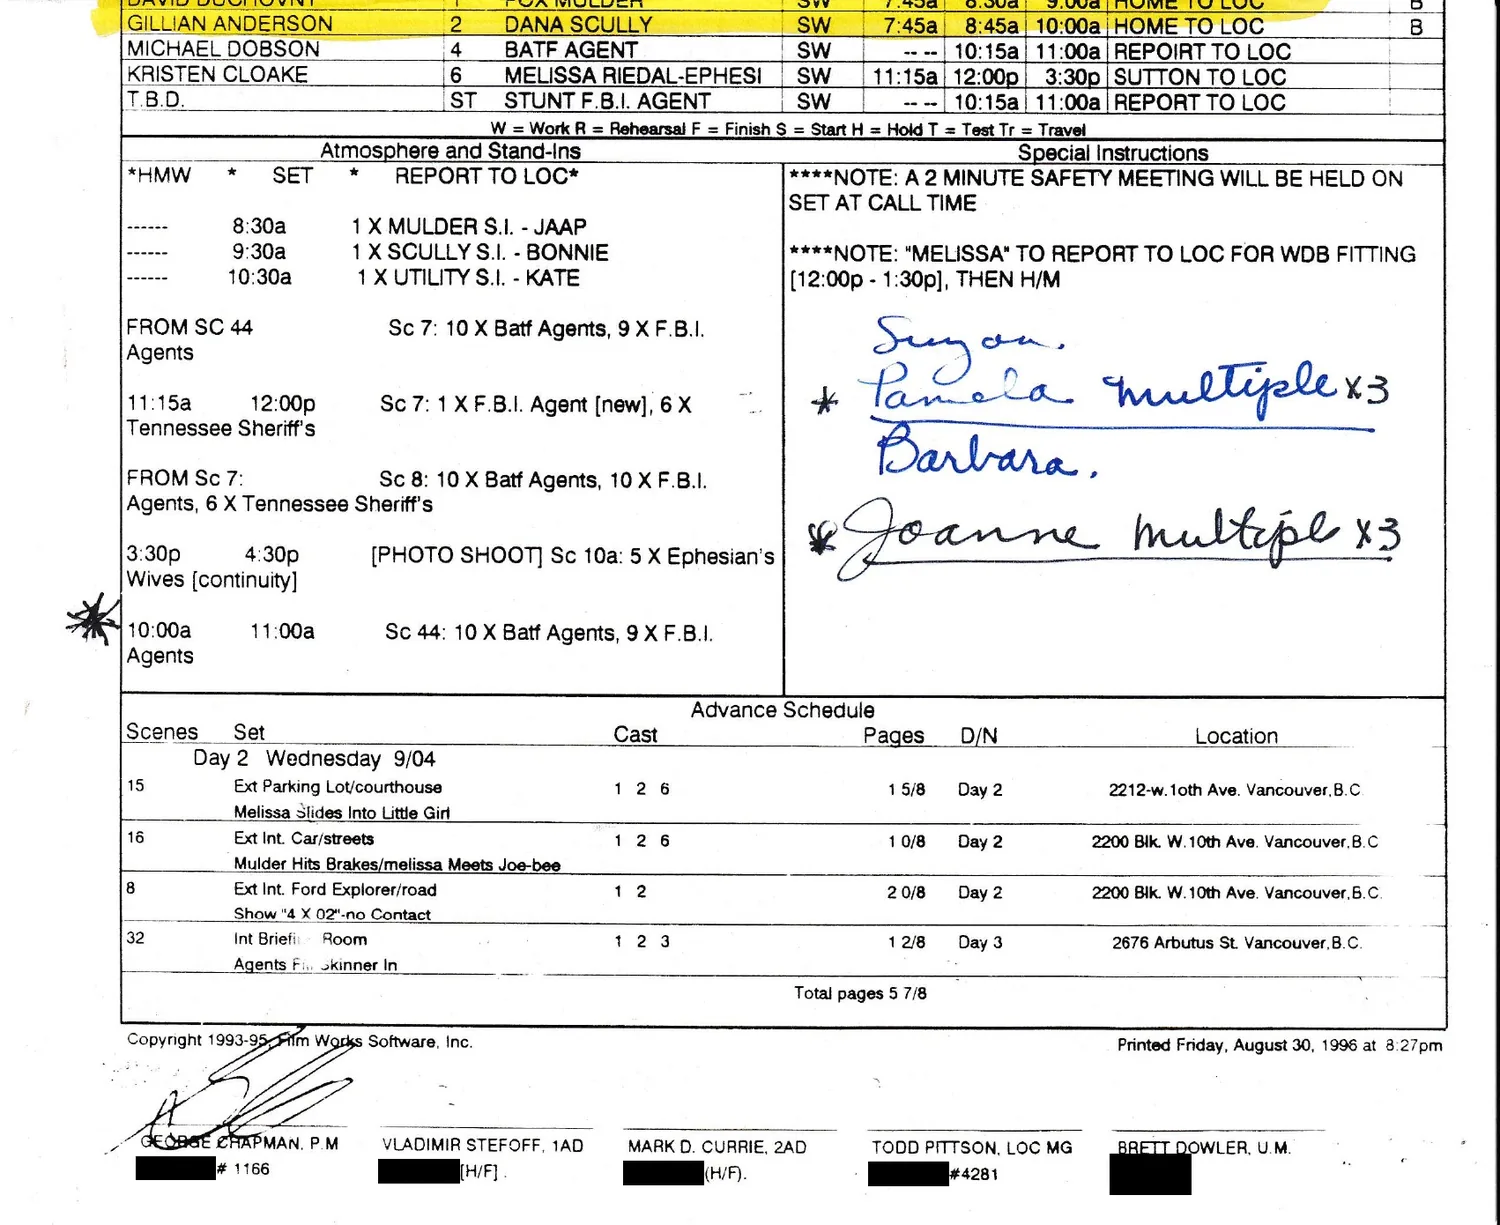 DAVID DUCHOVNY 1 FOX MULDER SW 7:45a 8:30a 9:00a HOME TO LOC B
GILLIAN ANDERSON 2 DANA SCULLY SW 7:45a 8:45a 10:00a HOME TO LOC B
MICHAEL DOBSON 4 BATF AGENT SW -- -- 10:15a 11:00a REPOIRT TO LOC
KRISTEN CLOAKE 6 MELISSA RIEDAL-EPHESI SW 11:15a 12:00p 3:30p SUTTON TO LOC
T.B.D. ST STUNT F.B.I. AGENT SW -- -- 10:15a 11:00a REPORT TO LOC
W = Work R = Rehearsal F = Finish S = Start H = Hold T = Test Tr = Travel
Atmosphere and Stand-Ins
*HMW * SET * REPORT TO LOC*
------ 8:30a 1 X MULDER S.I. - JAAP
------ 9:30a 1 X SCULLY S.I. - BONNIE
------ 10:30a 1 X UTILITY S.I. - KATE
FROM SC 44 Sc 7: 10 X Batf Agents, 9 X F.B.I.
Agents
11:15a 12:00p Sc 7: 1 X F.B.I. Agent [new], 6 X
Tennessee Sheriff's
FROM Sc 7: Sc 8: 10 X Batf Agents, 10 X F.B.I.
Agents, 6 X Tennessee Sheriff's
3:30p 4:30p [PHOTO SHOOT] Sc 10a: 5 X Ephesian's
Wives [continuity]
10:00a 11:00a Sc 44: 10 X Batf Agents, 9 X F.B.I.
Agents
Special Instructions
****NOTE: A 2 MINUTE SAFETY MEETING WILL BE HELD ON
SET AT CALL TIME
****NOTE: "MELISSA" TO REPORT TO LOC FOR WDB FITTING
[12:00p - 1:30p], THEN H/M
Suzan.
* Pamela Multiple x3
Barbara.
* Joanne Multiple x3
Advance Schedule
Scenes Set Cast Pages D/N Location
Day 2 Wednesday 9/04
15 Ext Parking Lot/courthouse 1 2 6 1 5/8 Day 2 2212-w.1oth Ave. Vancouver,B.C
Melissa Slides Into Little Girl
16 Ext Int. Car/streets 1 2 6 1 0/8 Day 2 2200 Blk. W.10th Ave. Vancouver,B.C
Mulder Hits Brakes/melissa Meets Joe-bee
8 Ext Int. Ford Explorer/road 1 2 2 0/8 Day 2 2200 Blk. W.10th Ave. Vancouver,B.C.
Show "4 X 02"-no Contact
32 Int Room 1 2 3 1 2/8 Day 3 2676 Arbutus St. Vancouver,B.C.
Agents Skinner In
Total pages 5 7/8
Copyright 1993-95, Film Works Software, Inc.
Printed Friday, August 30, 1996 at 8:27pm
GEORGE CHAPMAN, P.M VLADIMIR STEFOFF, 1AD MARK D. CURRIE, 2AD TODD PITTSON, LOC MG BRETT DOWLER, U.M.
# 1166 [H/F]. (H/F). #4281